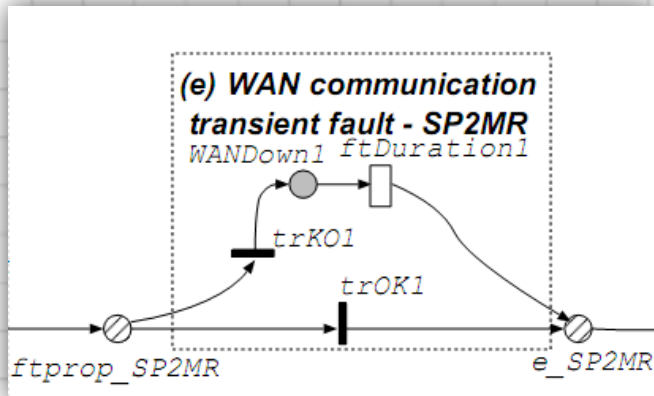 (e) WAN communication
transient fault - SP2MR
WANDown1 ftDuration1
trKO1
trOK1
ftprop_SP2MR
e_SP2MR